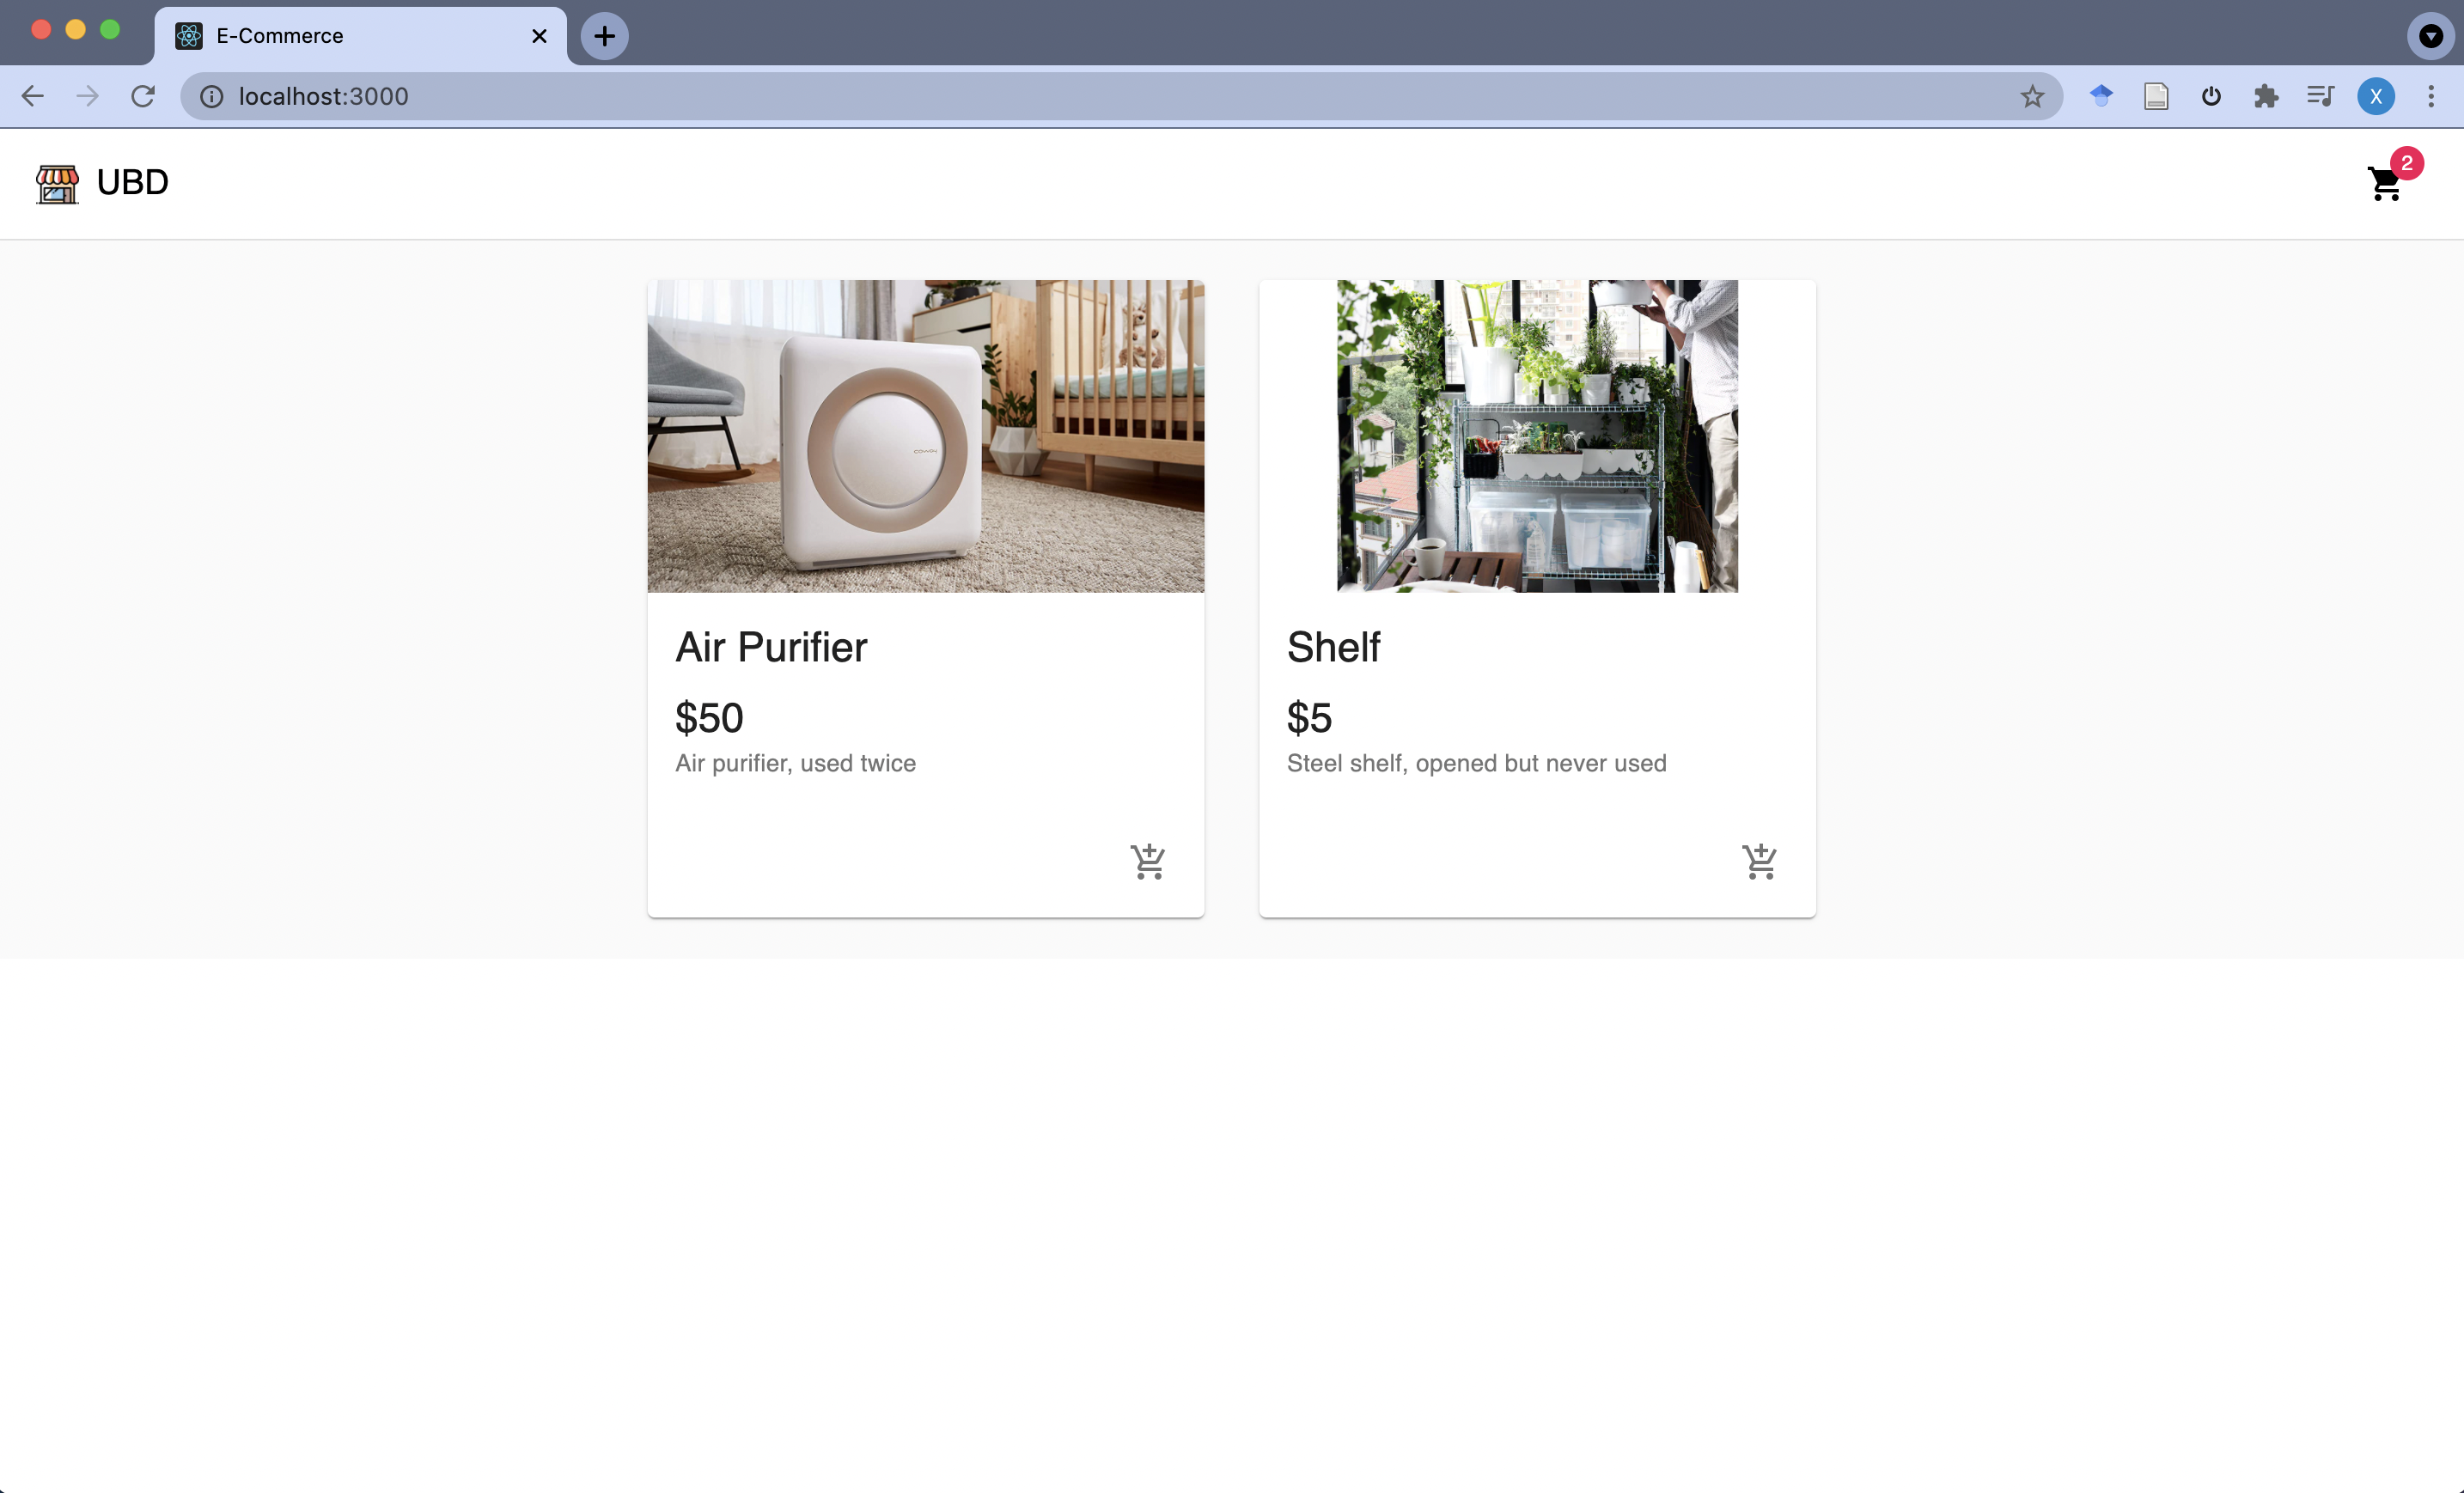 E-Commerce
localhost:3000
X
UBD
2
coway
Air Purifier
$50
Air purifier, used twice
Shelf
$5
Steel shelf, opened but never used